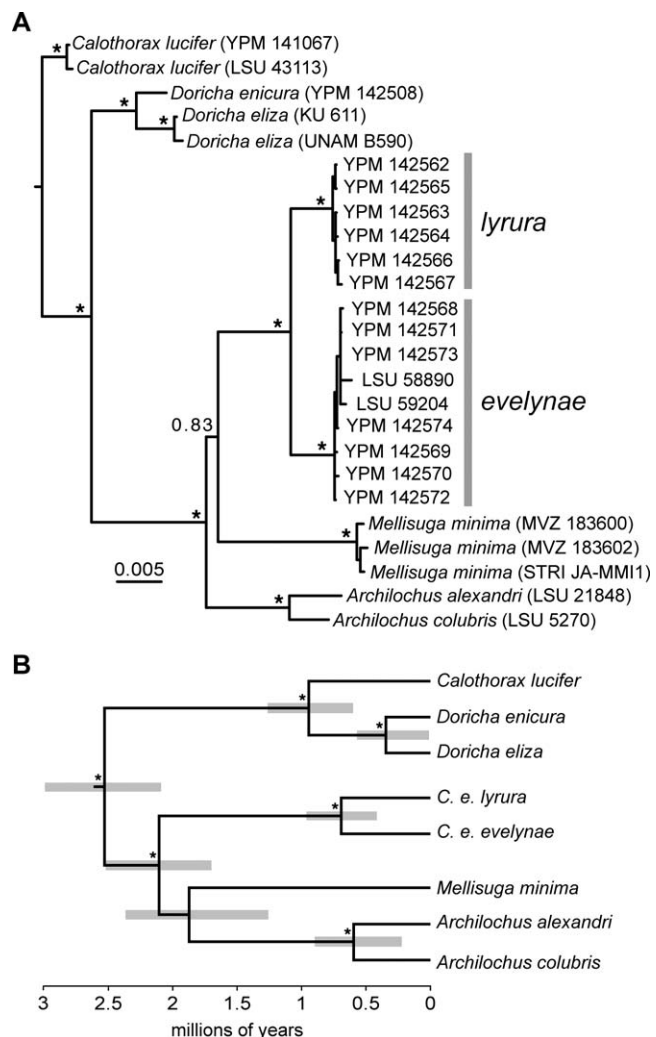 A
*
Calothorax lucifer (YPM 141067)
Calothorax lucifer (LSU 43113)
*
Doricha enicura (YPM 142508)
*
Doricha eliza (KU 611)
Doricha eliza (UNAM B590)
YPM 142562
*
YPM 142565
YPM 142563
lyrura
YPM 142564
YPM 142566
YPM 142567
*
*
YPM 142568
YPM 142571
YPM 142573
LSU 58890
evelynae
LSU 59204
0.83
YPM 142574
*
YPM 142569
YPM 142570
YPM 142572
*
*
Mellisuga minima (MVZ 183600)
Mellisuga minima (MVZ 183602)
0.005
Mellisuga minima (STRI JA-MMI1)
*
Archilochus alexandri (LSU 21848)
Archilochus colubris (LSU 5270)
B
*
Calothorax lucifer
*
Doricha enicura
Doricha eliza
*
*
C. e. lyrura
C. e. evelynae
*
Mellisuga minima
*
Archilochus alexandri
Archilochus colubris
3 2.5 2 1.5 1 0.5 0
millions of years